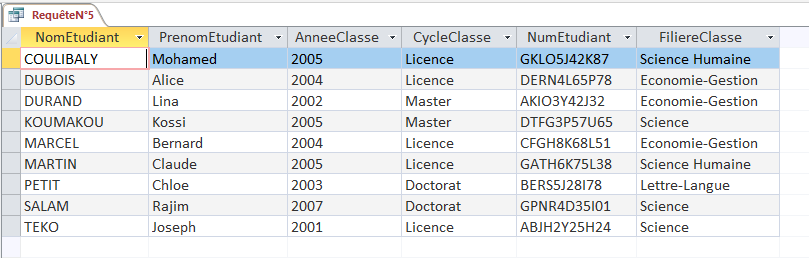 RequêteN°5
NomEtudiant PrenomEtudiant AnneeClasse CycleClasse NumEtudiant FiliereClasse
COULIBALY Mohamed 2005 Licence GKLO5J42K87 Science Humaine
DUBOIS Alice 2004 Licence DERN4L65P78 Economie-Gestion
DURAND Lina 2002 Master AKIO3Y42J32 Economie-Gestion
KOUMAKOU Kossi 2005 Master DTFG3P57U65 Science
MARCEL Bernard 2004 Licence CFGH8K68L51 Economie-Gestion
MARTIN Claude 2005 Licence GATH6K75L38 Science Humaine
PETIT Chloe 2003 Doctorat BERS5J28I78 Lettre-Langue
SALAM Rajim 2007 Doctorat GPNR4D35I01 Science
TEKO Joseph 2001 Licence ABJH2Y25H24 Science